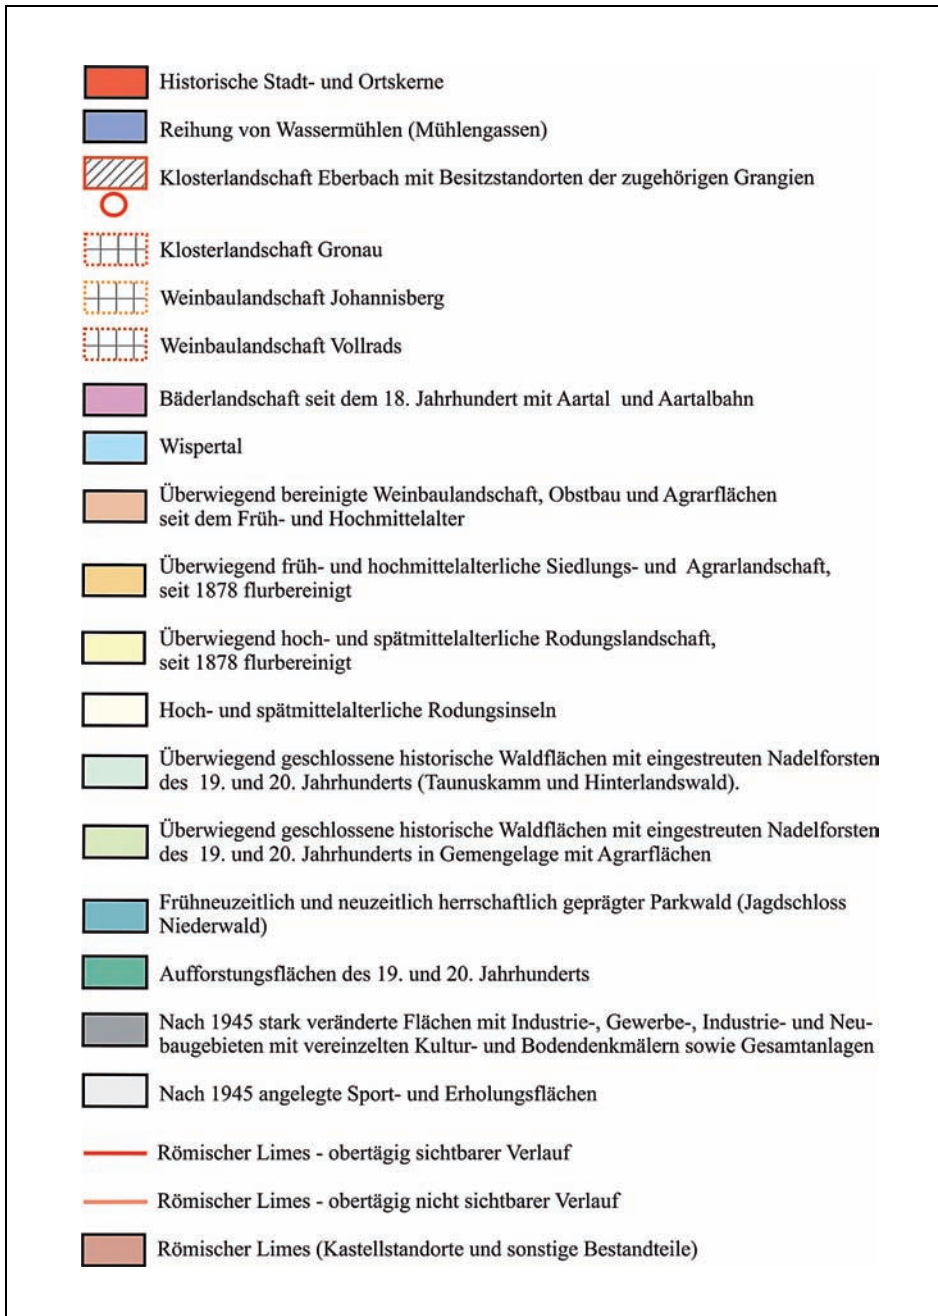 Historische Stadt- und Ortskerne
Reihung von Wassermühlen (Mühlengassen)
Klosterlandschaft Eberbach mit Besitzstandorten der zugehörigen Grangien
Klosterlandschaft Gronau
Weinbaulandschaft Johannisberg
Weinbaulandschaft Vollrads
Bäderlandschaft seit dem 18. Jahrhundert mit Aartal und Aartalbahn
Wispertal
Überwiegend bereinigte Weinbaulandschaft, Obstbau und Agrarflächen
seit dem Früh- und Hochmittelalter
Überwiegend früh- und hochmittelalterliche Siedlungs- und Agrarlandschaft,
seit 1878 flurbereinigt
Überwiegend hoch- und spätmittelalterliche Rodungslandschaft,
seit 1878 flurbereinigt
Hoch- und spätmittelalterliche Rodungsinseln
Überwiegend geschlossene historische Waldflächen mit eingestreuten Nadelforsten
des 19. und 20. Jahrhunderts (Taunuskamm und Hinterlandswald).
Überwiegend geschlossene historische Waldflächen mit eingestreuten Nadelforsten
des 19. und 20. Jahrhunderts in Gemengelage mit Agrarflächen
Frühneuzeitlich und neuzeitlich herrschaftlich geprägter Parkwald (Jagdschloss
Niederwald)
Aufforstungsflächen des 19. und 20. Jahrhunderts
Nach 1945 stark veränderte Flächen mit Industrie-, Gewerbe-, Industrie- und Neu-
baugebieten mit vereinzelten Kultur- und Bodendenkmälern sowie Gesamtanlagen
Nach 1945 angelegte Sport- und Erholungsflächen
Römischer Limes - obertägig sichtbarer Verlauf
Römischer Limes - obertägig nicht sichtbarer Verlauf
Römischer Limes (Kastellstandorte und sonstige Bestandteile)